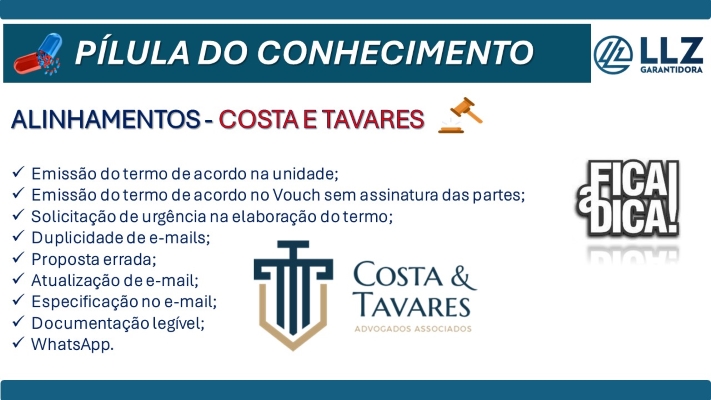 PÍLULA DO CONHECIMENTO
LLZ
GARANTIDORA
ALINHAMENTOS - COSTA E TAVARES
✓ Emissão do termo de acordo na unidade;
✓ Emissão do termo de acordo no Vouch sem assinatura das partes;
✓ Solicitação de urgência na elaboração do termo;
✓ Duplicidade de e-mails;
✓ Proposta errada;
✓ Atualização de e-mail;
✓ Especificação no e-mail;
✓ Documentação legível;
✓ WhatsApp.
FICA
a DICA!
COSTA &
TAVARES
ADVOGADOS ASSOCIADOS